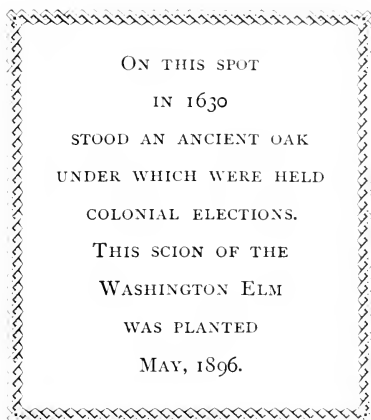 On this spot
in 1630
stood an ancient oak
under which were held
colonial elections.
This scion of the
Washington Elm
was planted
May, 1896.